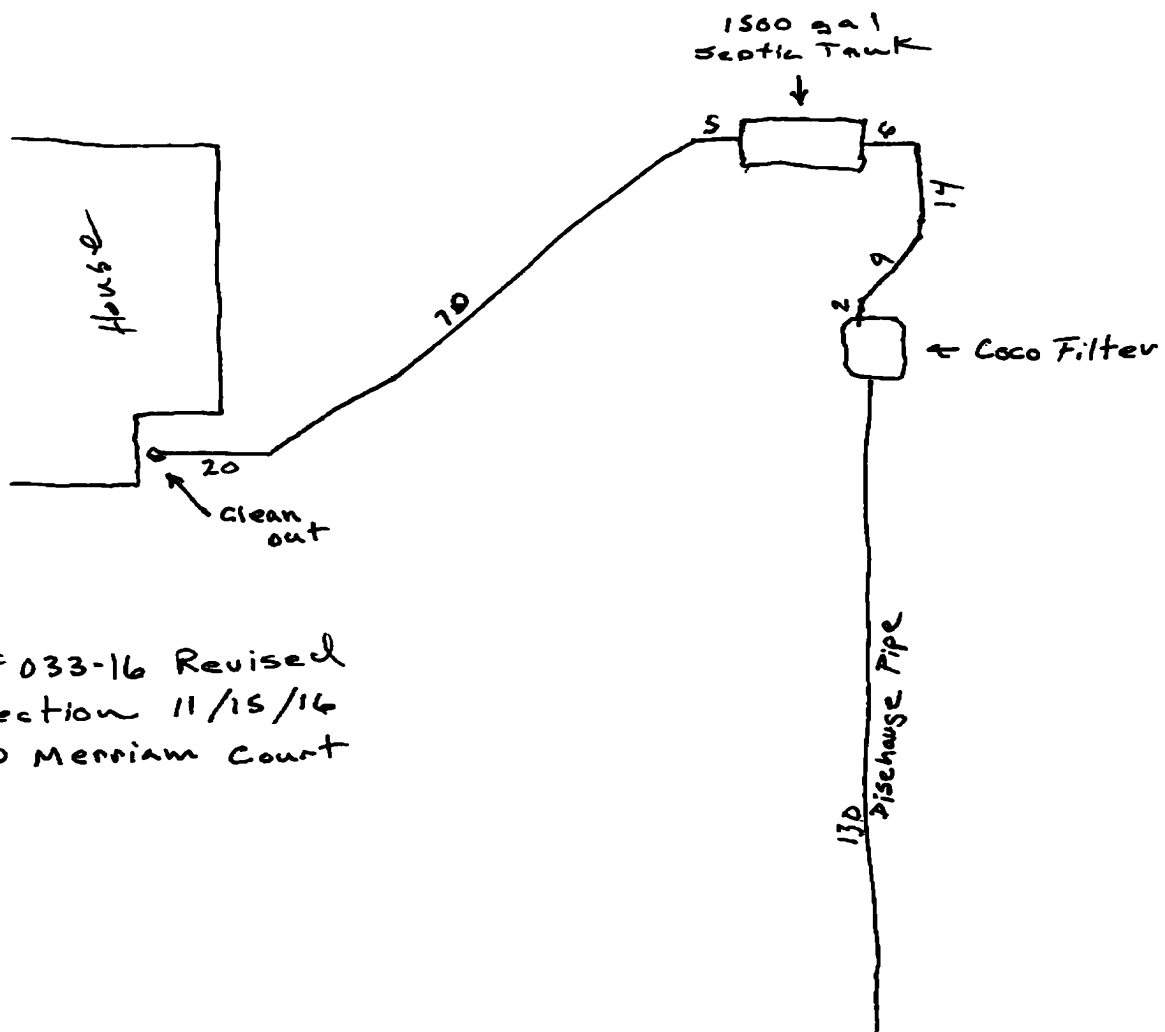 1500 gal
Septic Tank
5
6
14
9
2
House
70
← Coco Filter
20
Clean
out
033-16 Revised
ection 11/15/16
Merriam Court
Discharge Pipe
130